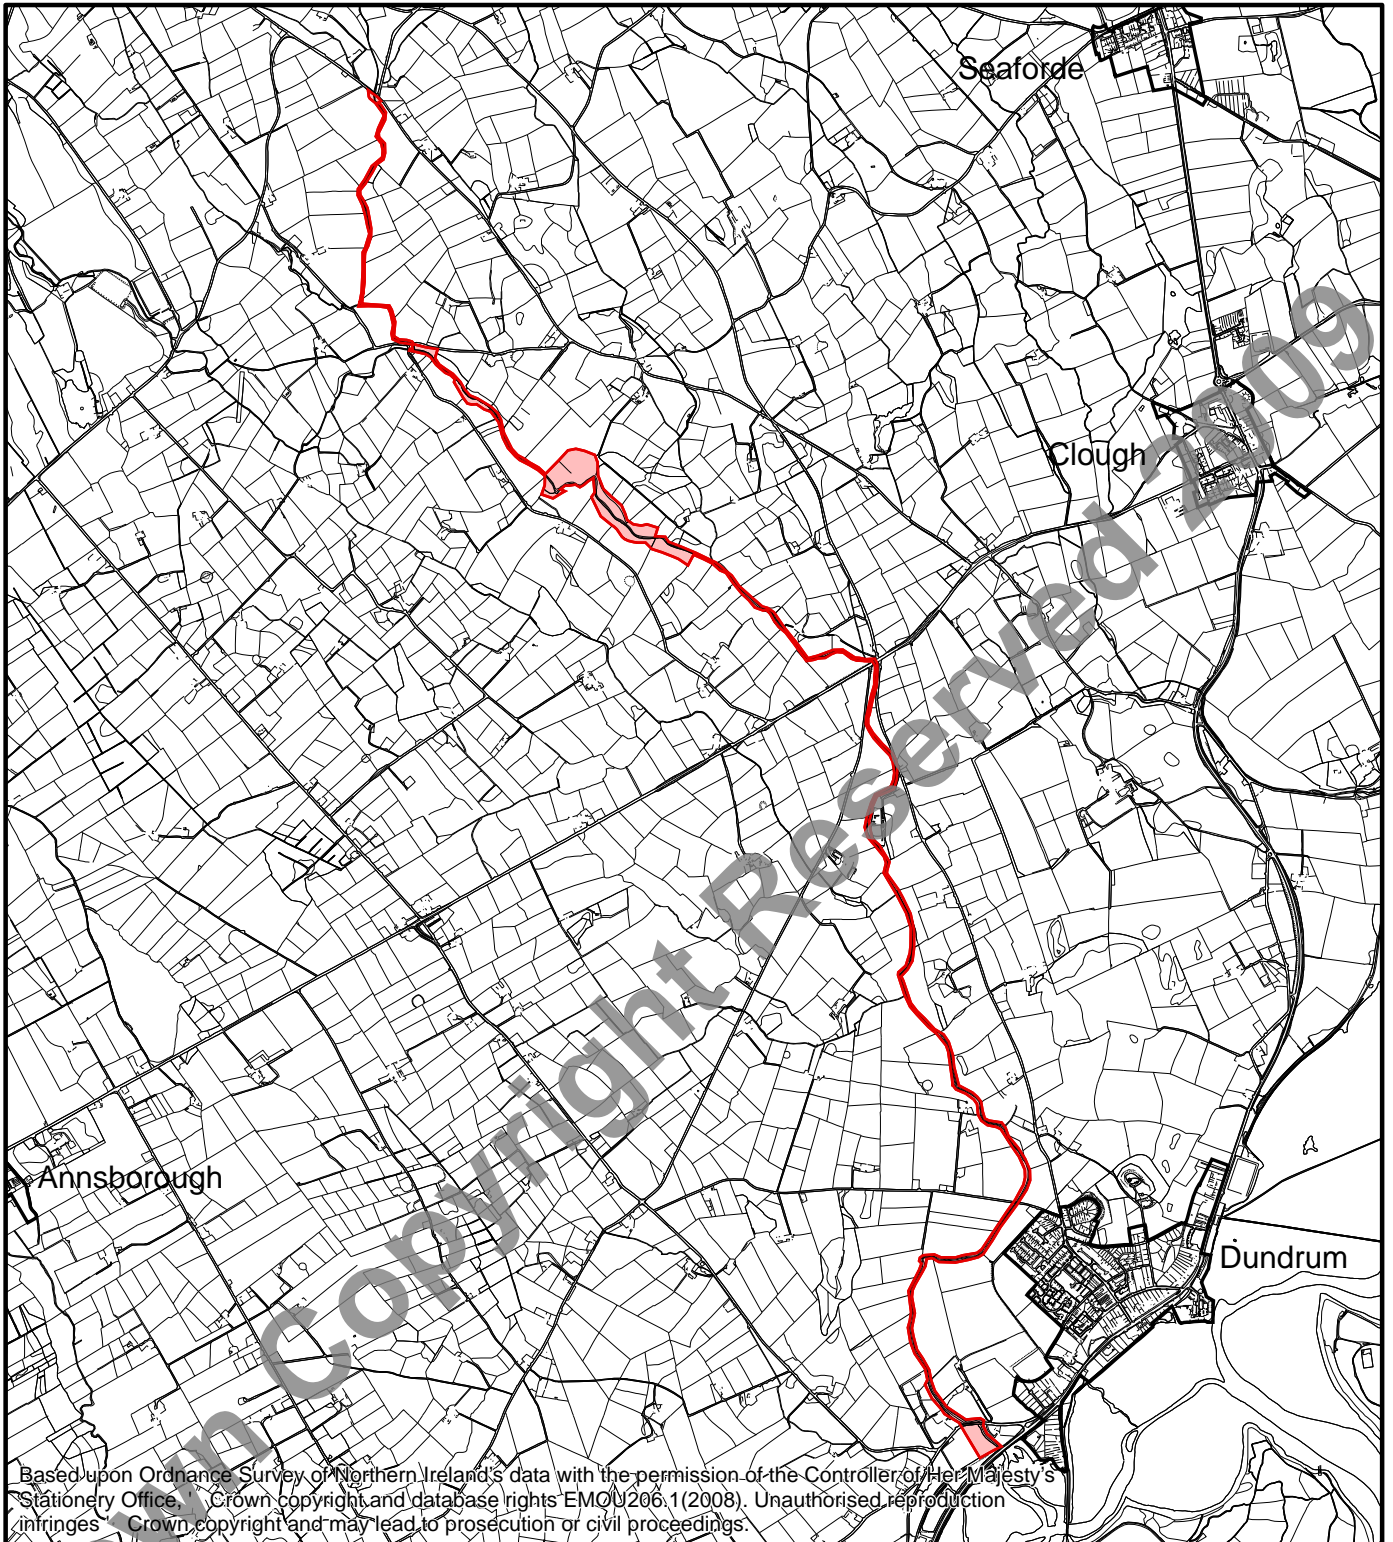 Seaforde
Clough
Annsborough
Dundrum
wn Copyright Reserved 2009
Based upon Ordnance Survey of Northern Ireland's data with the permission of the Controller of Her Majesty's
Stationery Office, ' Crown copyright and database rights EMOU206.1(2008). Unauthorised reproduction
infringes ' Crown copyright and may lead to prosecution or civil proceedings.